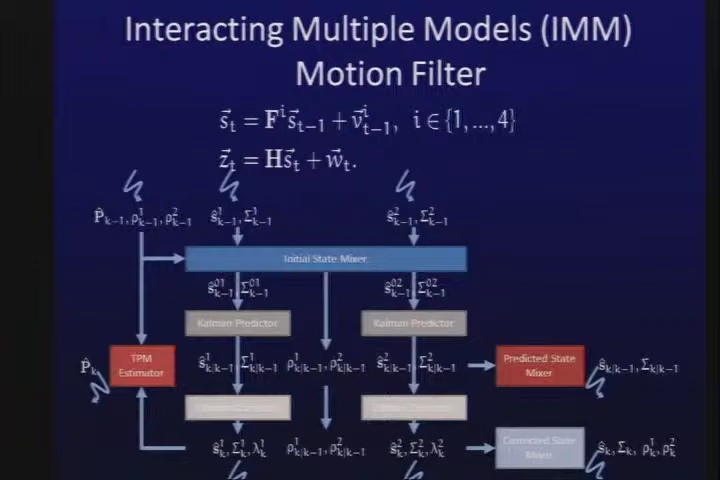 Interacting Multiple Models (IMM)
Motion Filter
s⃗ₜ = Fⁱs⃗ₜ₋₁ + v⃗ⁱₜ₋₁, i ∈ {1, ..., 4}
z⃗ₜ = Hs⃗ₜ + w⃗ₜ.
P̂ₖ₋₁, ρ¹ₖ₋₁, ρ²ₖ₋₁ ŝ¹ₖ₋₁, Σ¹ₖ₋₁ ŝ²ₖ₋₁, Σ²ₖ₋₁
Initial State Mixer
ŝ⁰¹ₖ₋₁, Σ⁰¹ₖ₋₁ ŝ⁰²ₖ₋₁, Σ⁰²ₖ₋₁
Kalman Predictor Kalman Predictor
P̂ₖ TPM Estimator ŝ¹ₖ|ₖ₋₁, Σ¹ₖ|ₖ₋₁ ρ¹ₖ|ₖ₋₁, ρ²ₖ|ₖ₋₁ ŝ²ₖ|ₖ₋₁, Σ²ₖ|ₖ₋₁ Predicted State Mixer ŝₖ|ₖ₋₁, Σₖ|ₖ₋₁
Corrected State Mixer
ŝ¹ₖ, Σ¹ₖ, λ¹ₖ ρ¹ₖ|ₖ₋₁, ρ²ₖ|ₖ₋₁ ŝ²ₖ, Σ²ₖ, λ²ₖ ŝₖ, Σₖ, ρ¹ₖ, ρ²ₖ